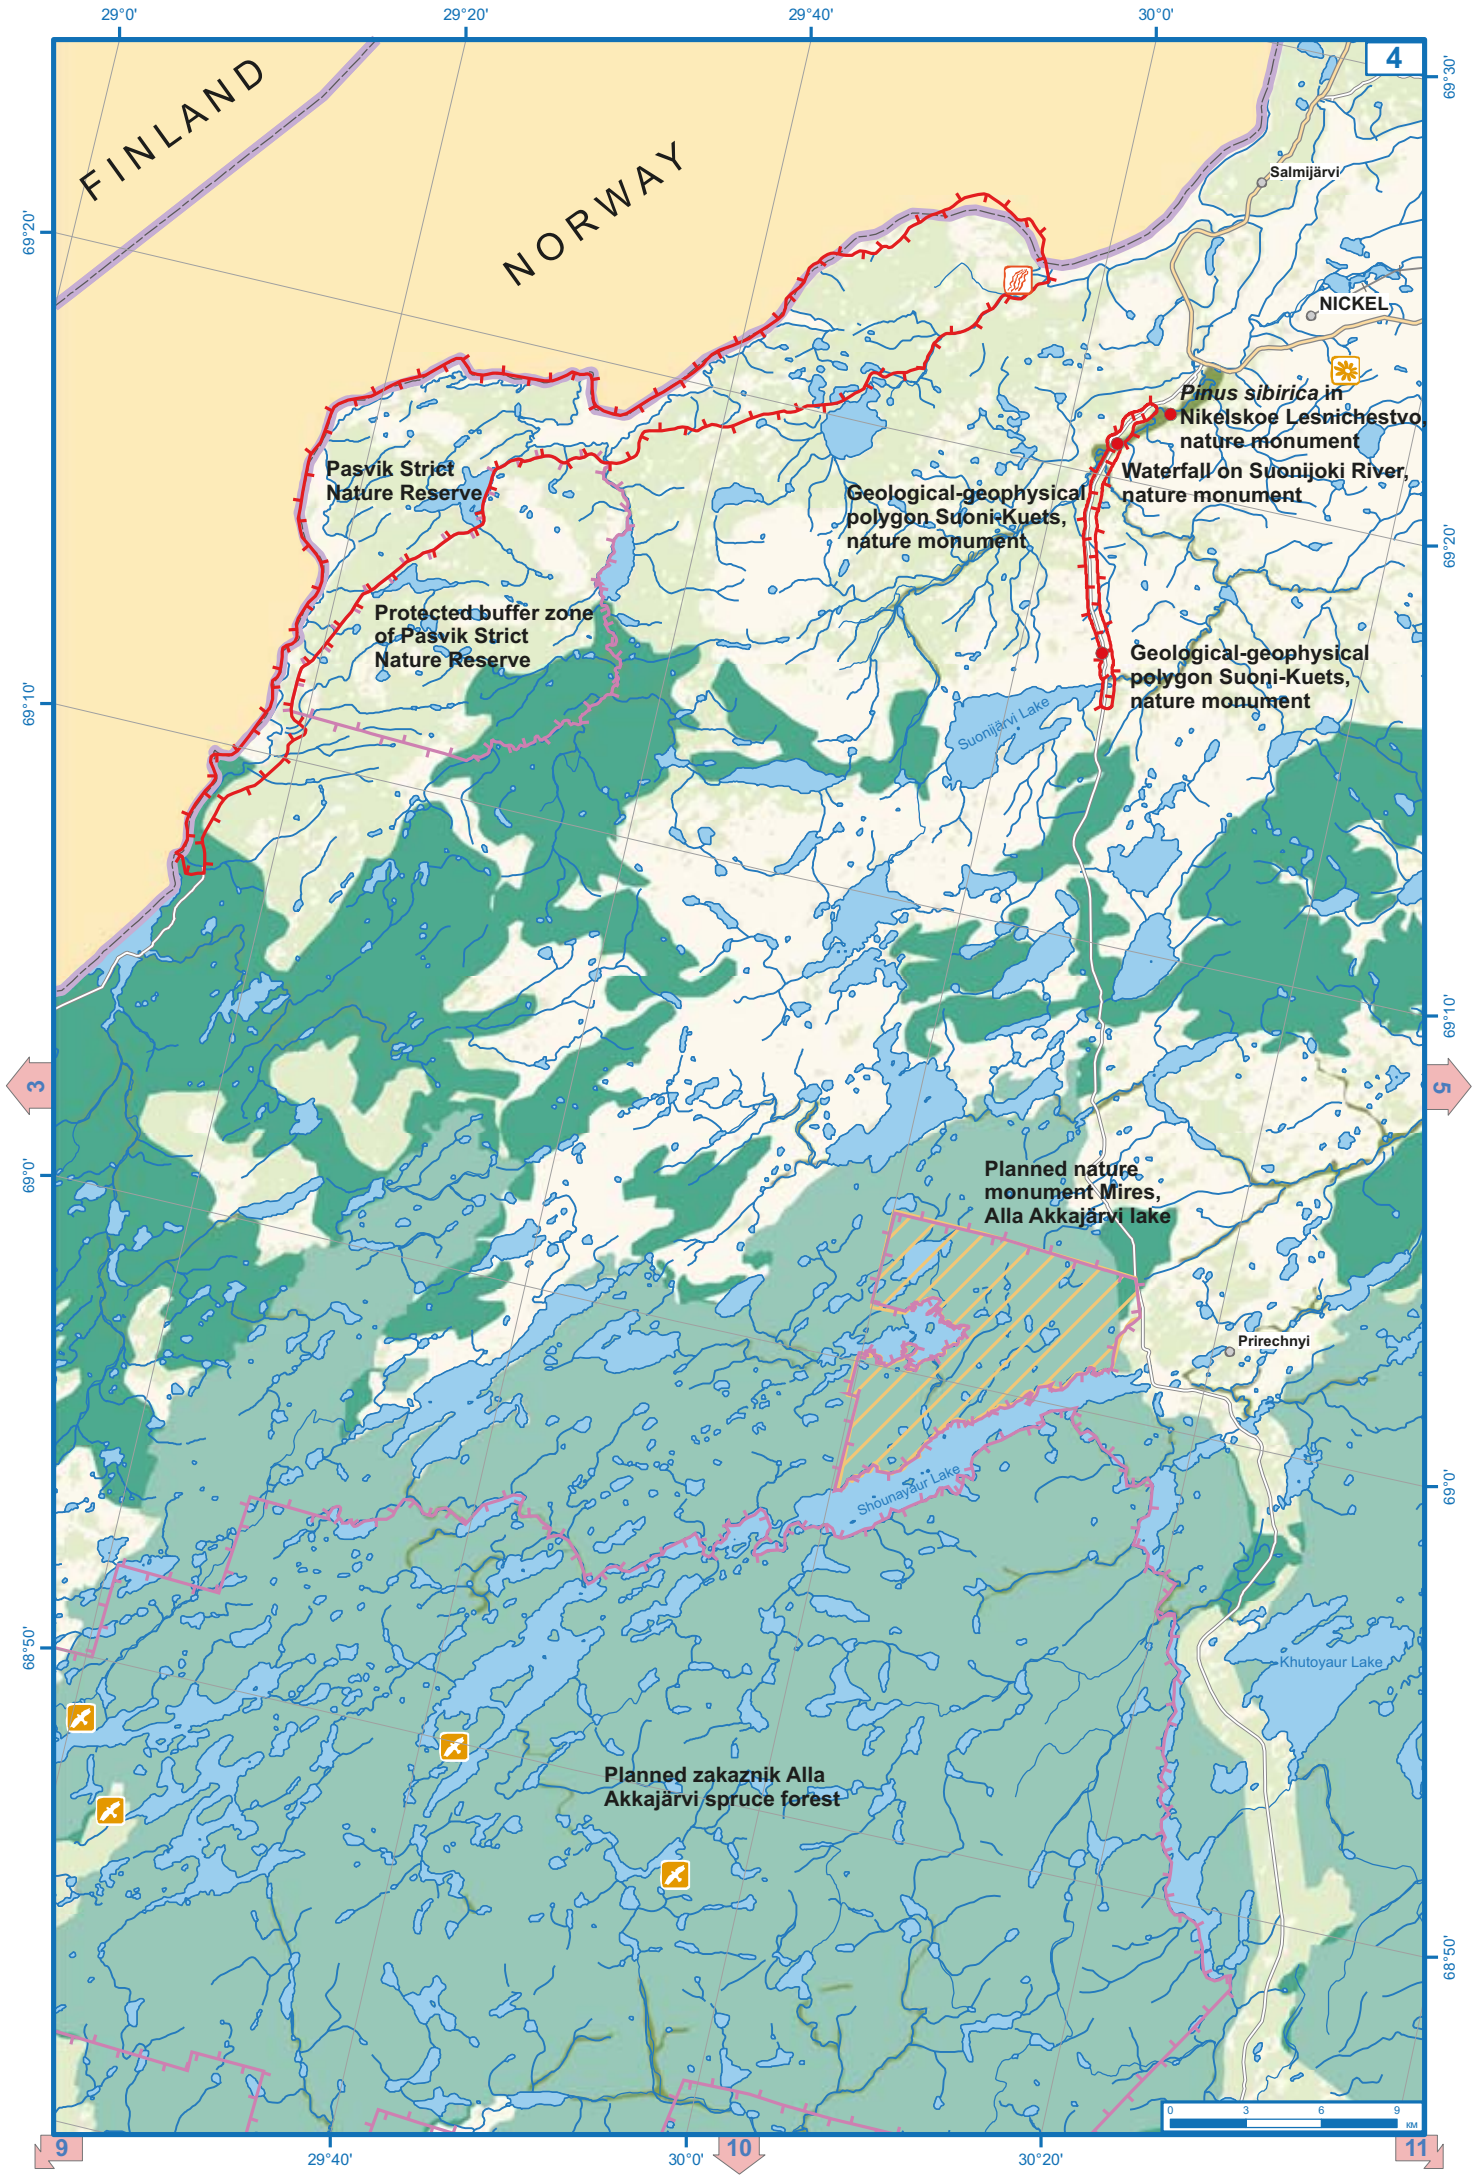 29°0'
29°20'
29°40'
30°0'
4
69°30'
FINLAND
NORWAY
Salmijärvi
69°20'
NICKEL
Pinus sibirica in
Nikelskoe Lesnichestvo,
nature monument
Pasvik Strict
Nature Reserve
Waterfall on Suonijoki River,
nature monument
Geological-geophysical
polygon Suoni-Kuets,
nature monument
69°20'
Protected buffer zone
of Pasvik Strict
Nature Reserve
Geological-geophysical
polygon Suoni-Kuets,
nature monument
69°10'
Suonijärvi Lake
69°10'
3
5
69°0'
Planned nature
monument Mires,
Alla Akkajärvi lake
Prirechnyi
Shounayaur Lake
69°0'
68°50'
Khutoyaur Lake
Planned zakaznik Alla
Akkajärvi spruce forest
68°50'
0 3 6 9
км
9
29°40'
30°0'
10
30°20'
11